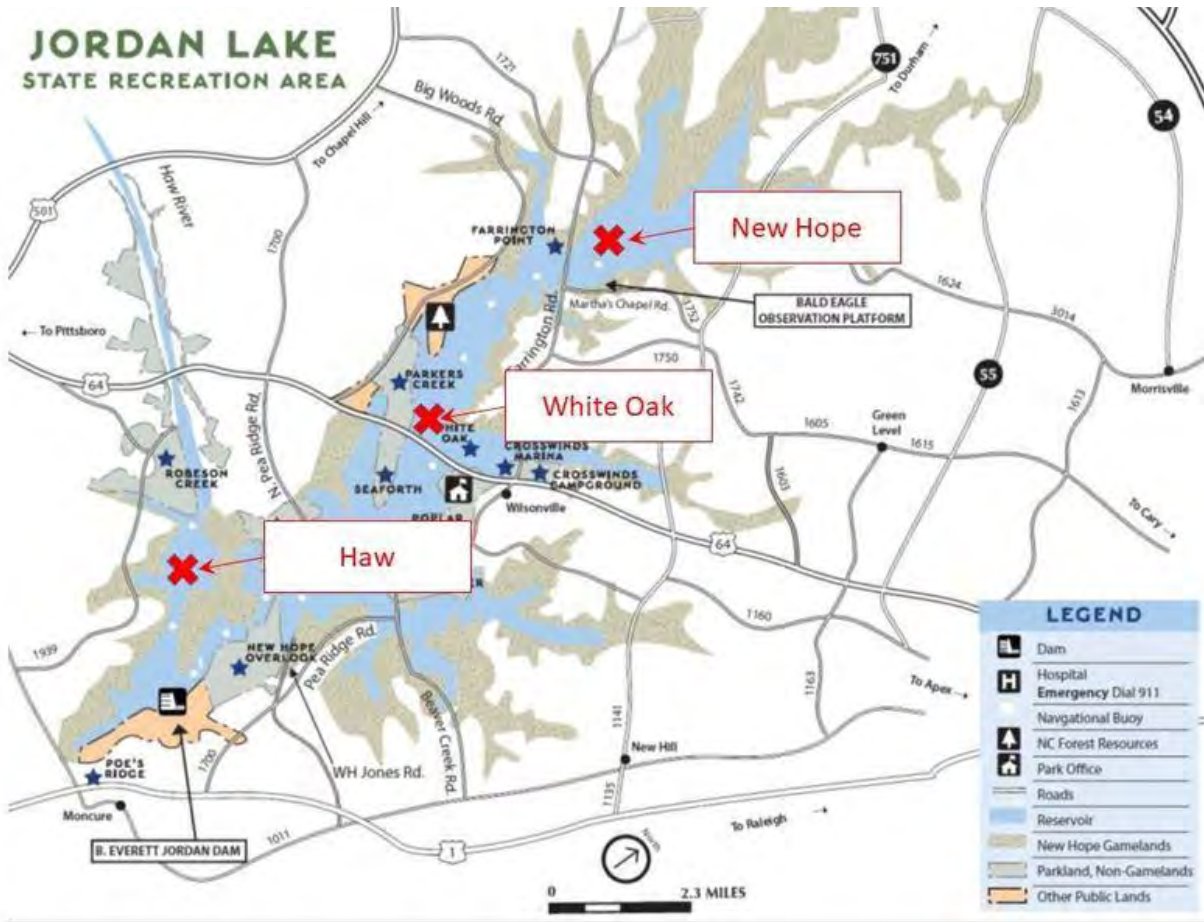 JORDAN LAKE
STATE RECREATION AREA
1721
751
To Durham
Big Woods Rd.
54
To Chapel Hill
Haw River
501
1700
FARRINGTON
POINT
New Hope
Martha's Chapel Rd.
1752
BALD EAGLE
OBSERVATION PLATFORM
1624
3014
To Pittsboro
64
1750
PARKERS
CREEK
White Oak
1742
55
1613
Morrisville
Green
Level
1605
1615
OAK
CROSSWINDS
MARINA
CROSSWINDS
CAMPGROUND
N. Pea Ridge Rd.
ROBESON
CREEK
SEAFORTH
Wilsonville
1603
To Cary
Haw
64
1160
1939
NEW HOPE
OVERLOOK
Pea Ridge Rd.
Beaver Creek Rd.
1141
1163
To Apex
POE'S
RIDGE
1700
WH Jones Rd.
New Hill
1135
Moncure
1011
1
To Raleigh
B. EVERETT JORDAN DAM
North
0 2.3 MILES
LEGEND
Dam
H Hospital
Emergency Dial 911
Navgational Buoy
NC Forest Resources
Park Office
Roads
Reservoir
New Hope Gamelands
Parkland, Non-Gamelands
Other Public Lands